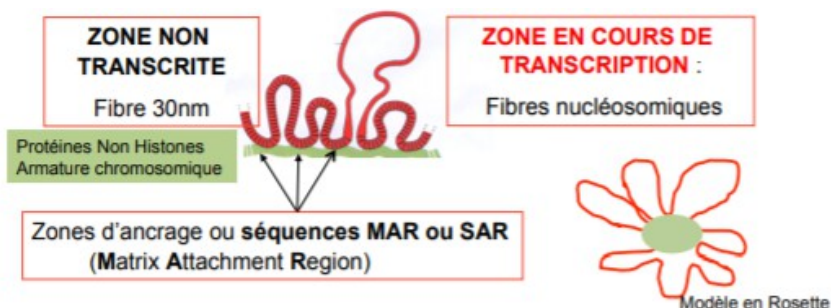 ZONE NON
TRANSCRITE
Fibre 30nm
ZONE EN COURS DE
TRANSCRIPTION :
Fibres nucléosomiques
Protéines Non Histones
Armature chromosomique
Zones d'ancrage ou séquences MAR ou SAR
(Matrix Attachment Region)
Modèle en Rosette